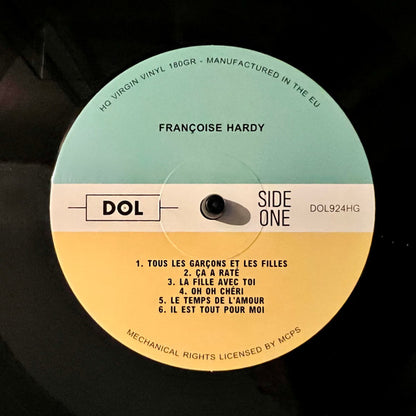 HQ VIRGIN VINYL 180GR - MANUFACTURED IN THE EU
FRANÇOISE HARDY
DOL
SIDE
ONE
DOL924HG
1. TOUS LES GARÇONS ET LES FILLES
2. ÇA A RATÉ
3. LA FILLE AVEC TOI
4. OH OH CHÉRI
5. LE TEMPS DE L'AMOUR
6. IL EST TOUT POUR MOI
MECHANICAL RIGHTS LICENSED BY MCPS